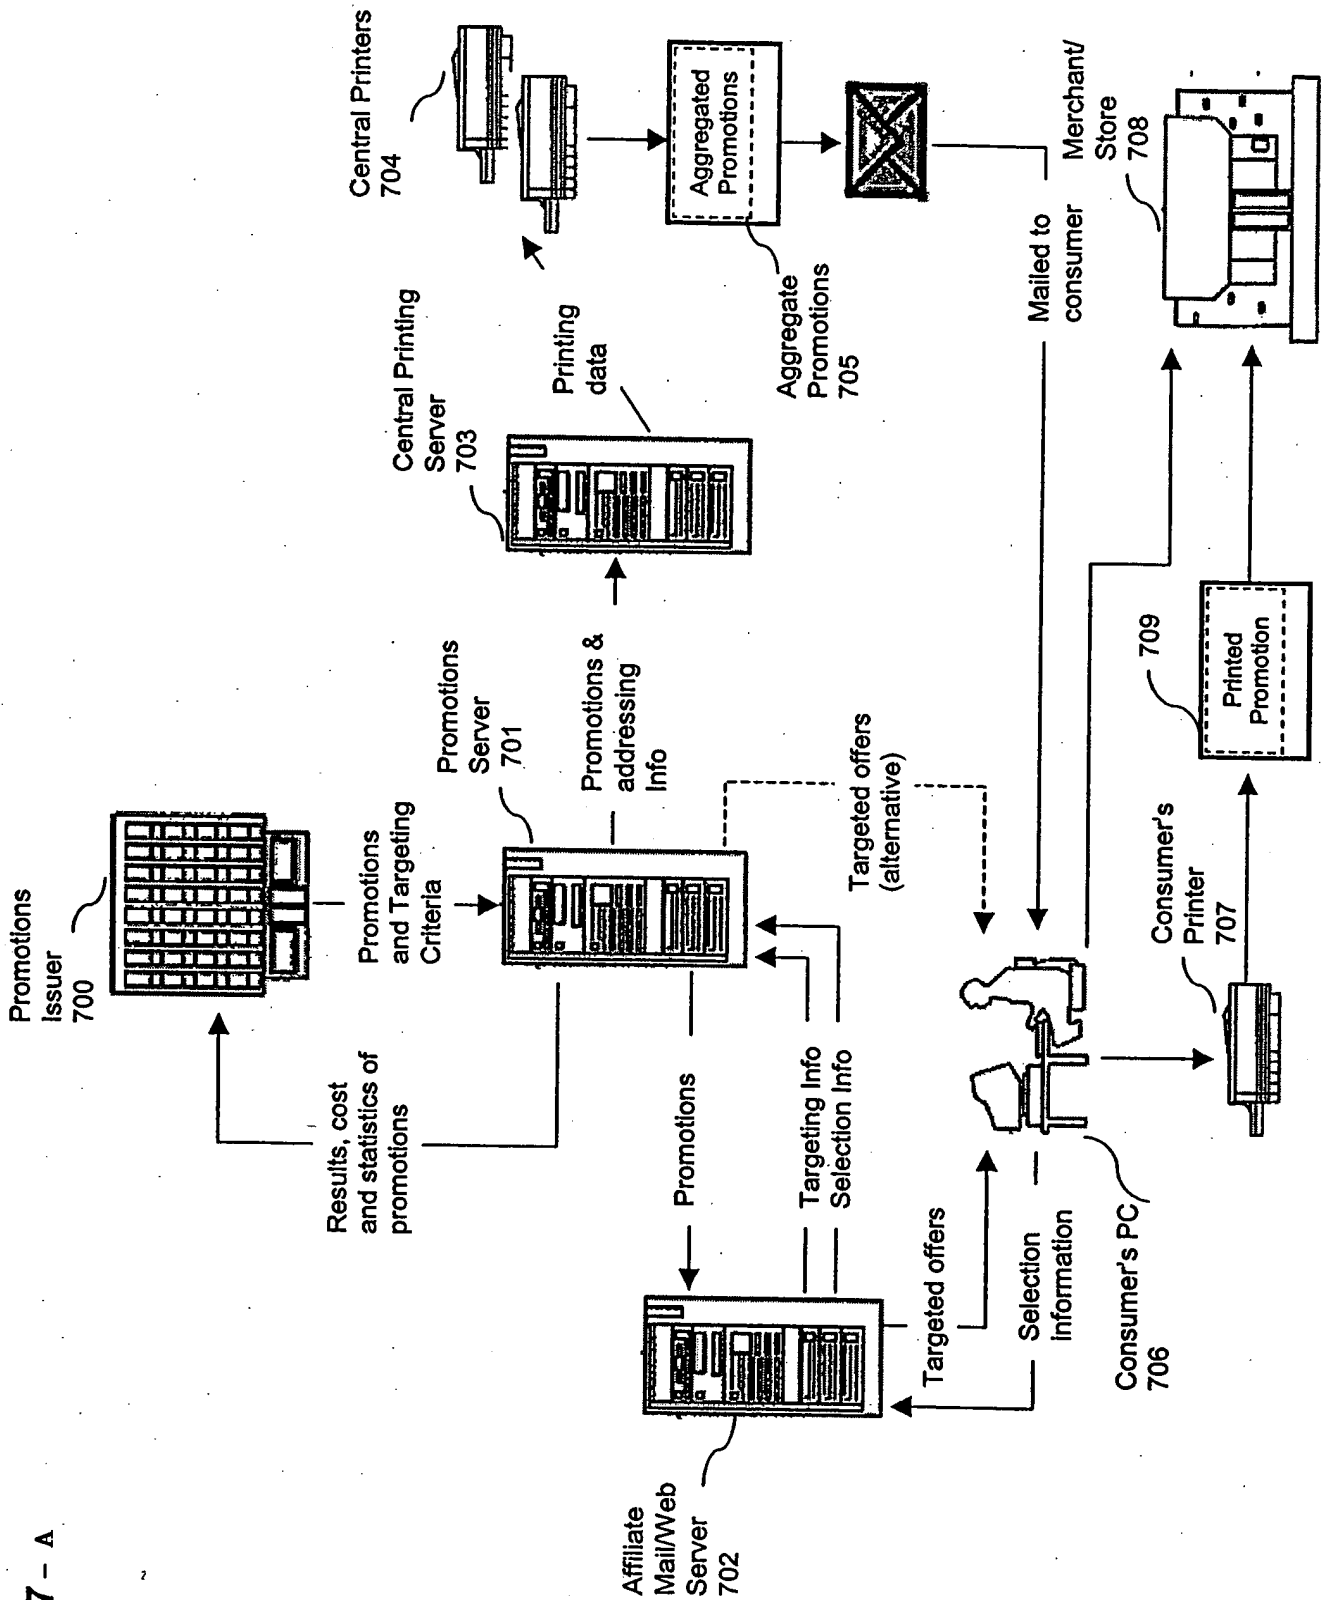 7 - A
Promotions
Issuer
700
Results, cost
and statistics of
promotions
Promotions
and Targeting
Criteria
Promotions
Server
701
Promotions &
addressing
Info
Central Printing
Server
703
Printing
data
Central Printers
704
Aggregated
Promotions
Aggregate
Promotions
705
Mailed to
consumer
Merchant/
Store
708
Affiliate
Mail/Web
Server
702
Promotions
Targeting Info
Selection Info
Targeted offers
(alternative)
Targeted offers
Selection
information
Consumer's PC
706
Consumer's
Printer
707
Printed
Promotion
709